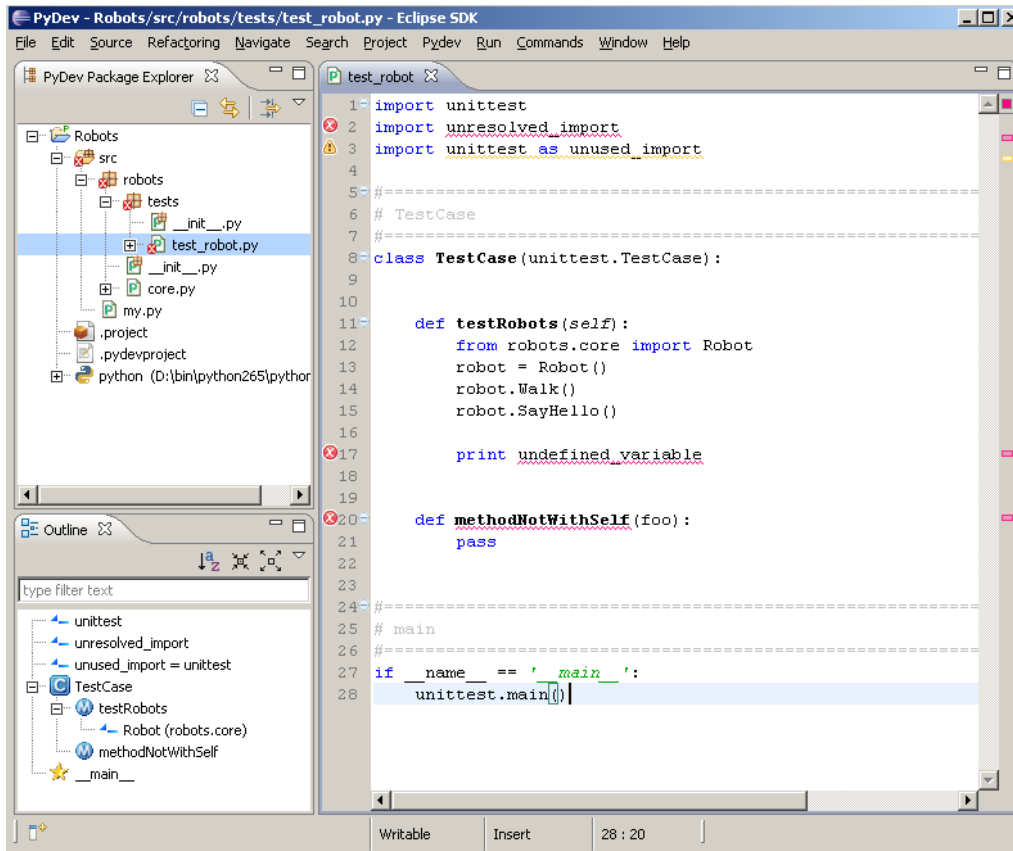 PyDev - Robots/src/robots/tests/test_robot.py - Eclipse SDK
File Edit Source Refactoring Navigate Search Project Pydev Run Commands Window Help
PyDev Package Explorer
Robots
src
robots
tests
__init__.py
test_robot.py
__init__.py
core.py
my.py
.project
.pydevproject
python (D:\bin\python265\python
Outline
type filter text
unittest
unresolved_import
unused_import = unittest
TestCase
testRobots
Robot (robots.core)
methodNotWithSelf
__main__
test_robot
1 import unittest
2 import unresolved_import
3 import unittest as unused_import
4
5 #==========================================================
6 # TestCase
7 #==========================================================
8 class TestCase(unittest.TestCase):
9
10
11 def testRobots(self):
12 from robots.core import Robot
13 robot = Robot()
14 robot.Walk()
15 robot.SayHello()
16
17 print undefined_variable
18
19
20 def methodNotWithSelf(foo):
21 pass
22
23
24 #==========================================================
25 # main
26 #==========================================================
27 if __name__ == '__main__':
28 unittest.main()
Writable Insert 28 : 20